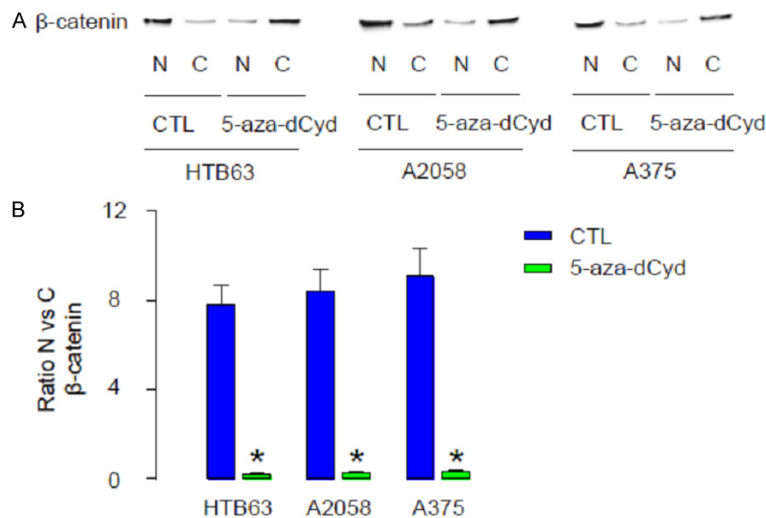 A β-catenin
N C N C N C N C N C N C
CTL 5-aza-dCyd CTL 5-aza-dCyd CTL 5-aza-dCyd
HTB63 A2058 A375
B
12
8
4
0
Ratio N vs C
β-catenin
CTL
5-aza-dCyd
* * *
HTB63 A2058 A375